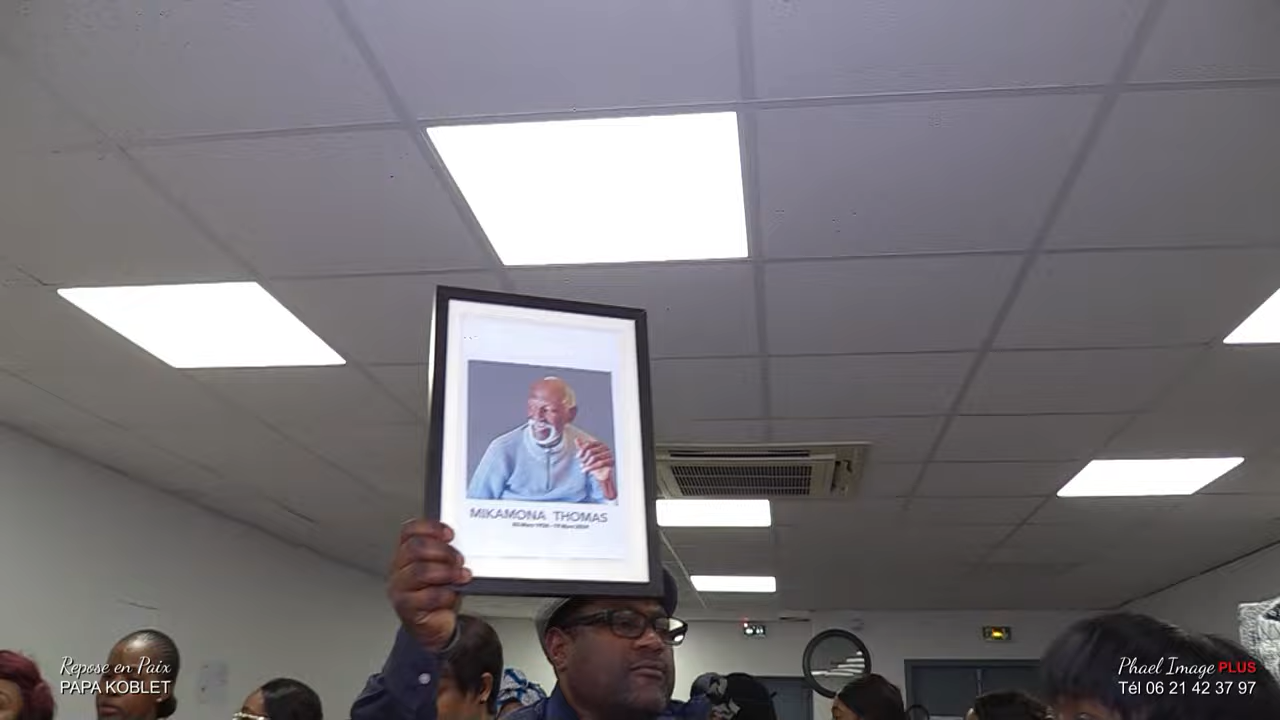 MIKAMONA THOMAS
Repose en Paix
PAPA KOBLET
Phael Image PLUS
Tél 06 21 42 37 97